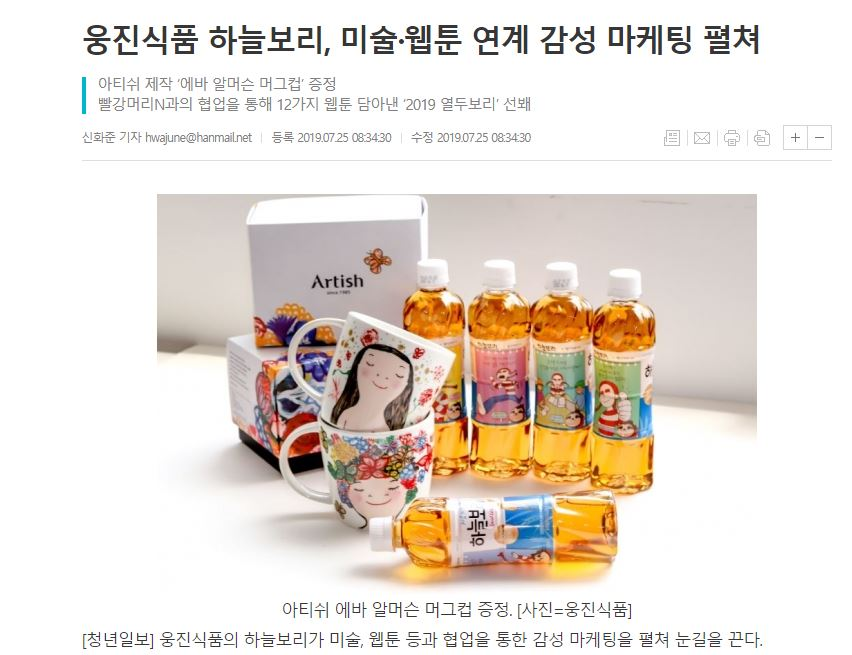 웅진식품 하늘보리, 미술·웹툰 연계 감성 마케팅 펼쳐
아티쉬 제작 ‘에바 알머슨 머그컵’ 증정
빨강머리N과의 협업을 통해 12가지 웹툰 담아낸 ‘2019 열두보리’ 선봬
신화준 기자 hwajune@hanmail.net 등록 2019.07.25 08:34:30 수정 2019.07.25 08:34:30
Artish
since 1985
하늘보
아티쉬 에바 알머슨 머그컵 증정. [사진=웅진식품]
[청년일보] 웅진식품의 하늘보리가 미술, 웹툰 등과 협업을 통한 감성 마케팅을 펼쳐 눈길을 끈다.